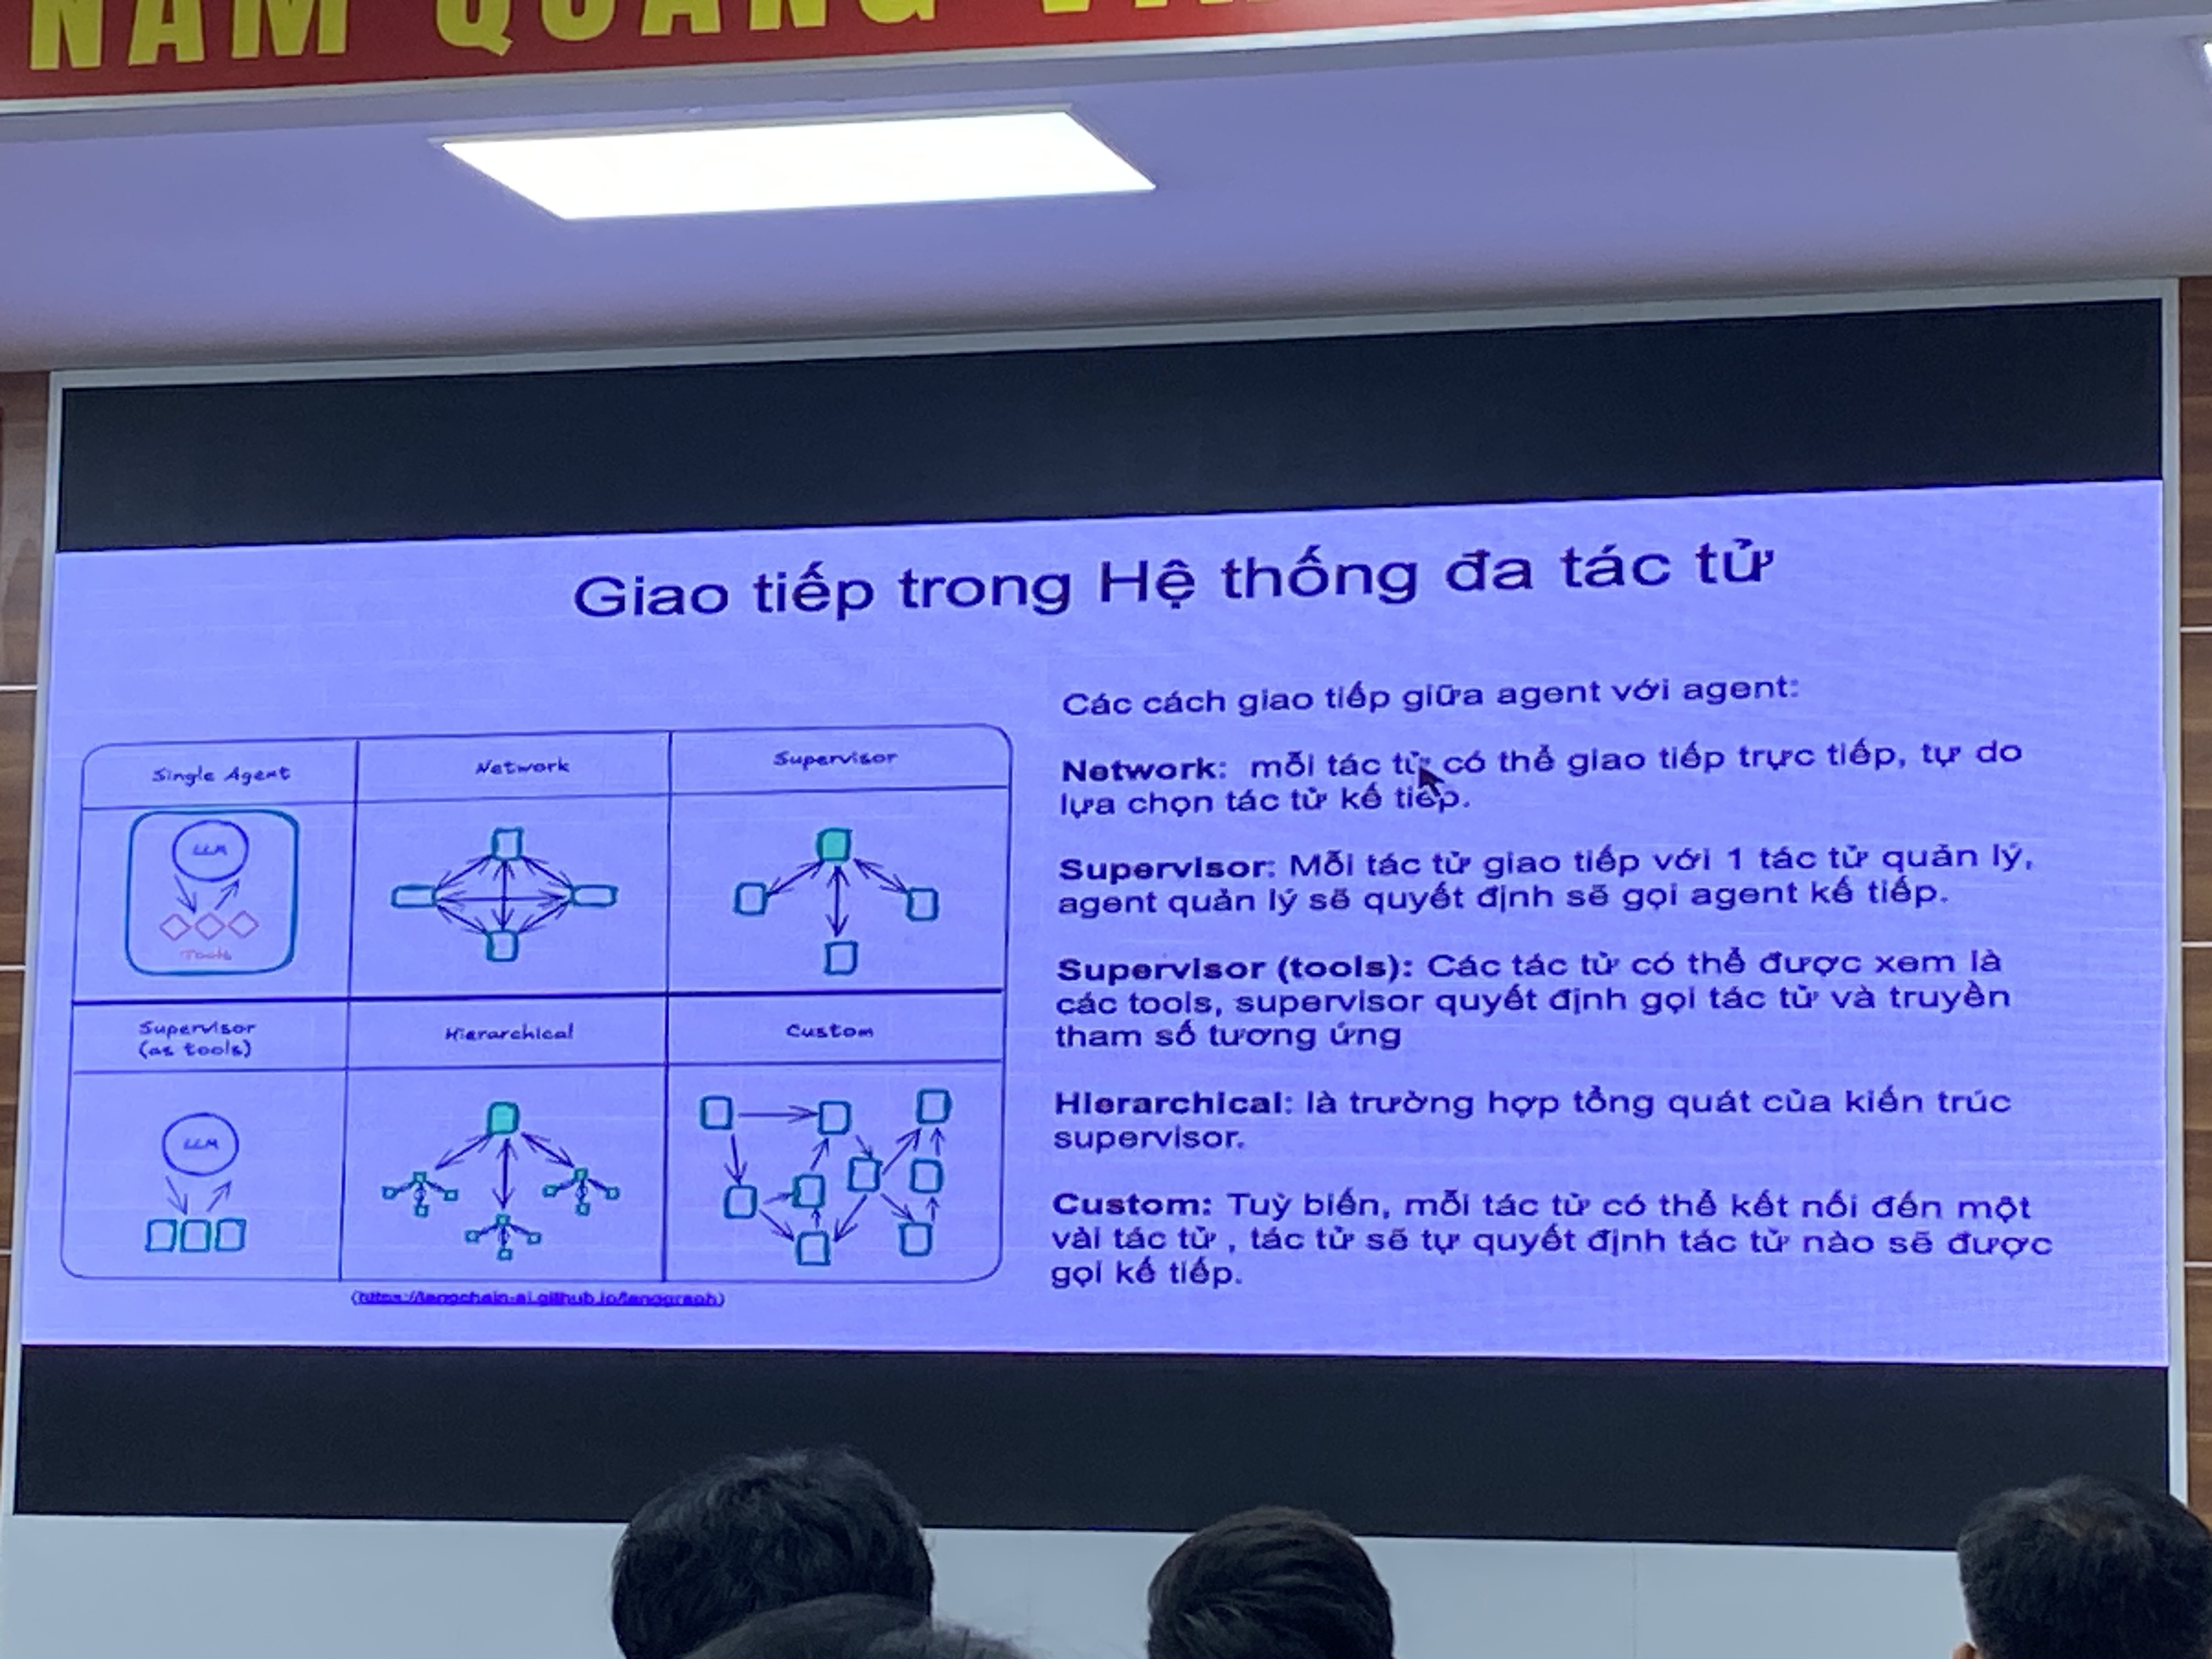 NAM QUANG
Giao tiếp trong Hệ thống đa tác tử
Single Agent
Network
Supervisor
LLM
Tools
Supervisor
(as tools)
Hierarchical
Custom
LLM
(https://langchain-ai.github.io/langgraph)
Các cách giao tiếp giữa agent với agent:
Network: mỗi tác tử có thể giao tiếp trực tiếp, tự do
lựa chọn tác tử kế tiếp.
Supervisor: Mỗi tác tử giao tiếp với 1 tác tử quản lý,
agent quản lý sẽ quyết định sẽ gọi agent kế tiếp.
Supervisor (tools): Các tác tử có thể được xem là
các tools, supervisor quyết định gọi tác tử và truyền
tham số tương ứng
Hierarchical: là trường hợp tổng quát của kiến trúc
supervisor.
Custom: Tuỳ biến, mỗi tác tử có thể kết nối đến một
vài tác tử , tác tử sẽ tự quyết định tác tử nào sẽ được
gọi kế tiếp.